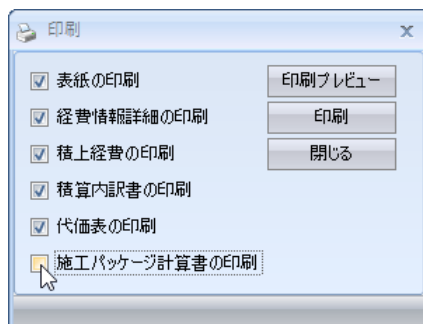 印刷
表紙の印刷
印刷プレビュー
経費情報詳細の印刷
印刷
積上経費の印刷
閉じる
積算内訳書の印刷
代価表の印刷
施工パッケージ計算書の印刷